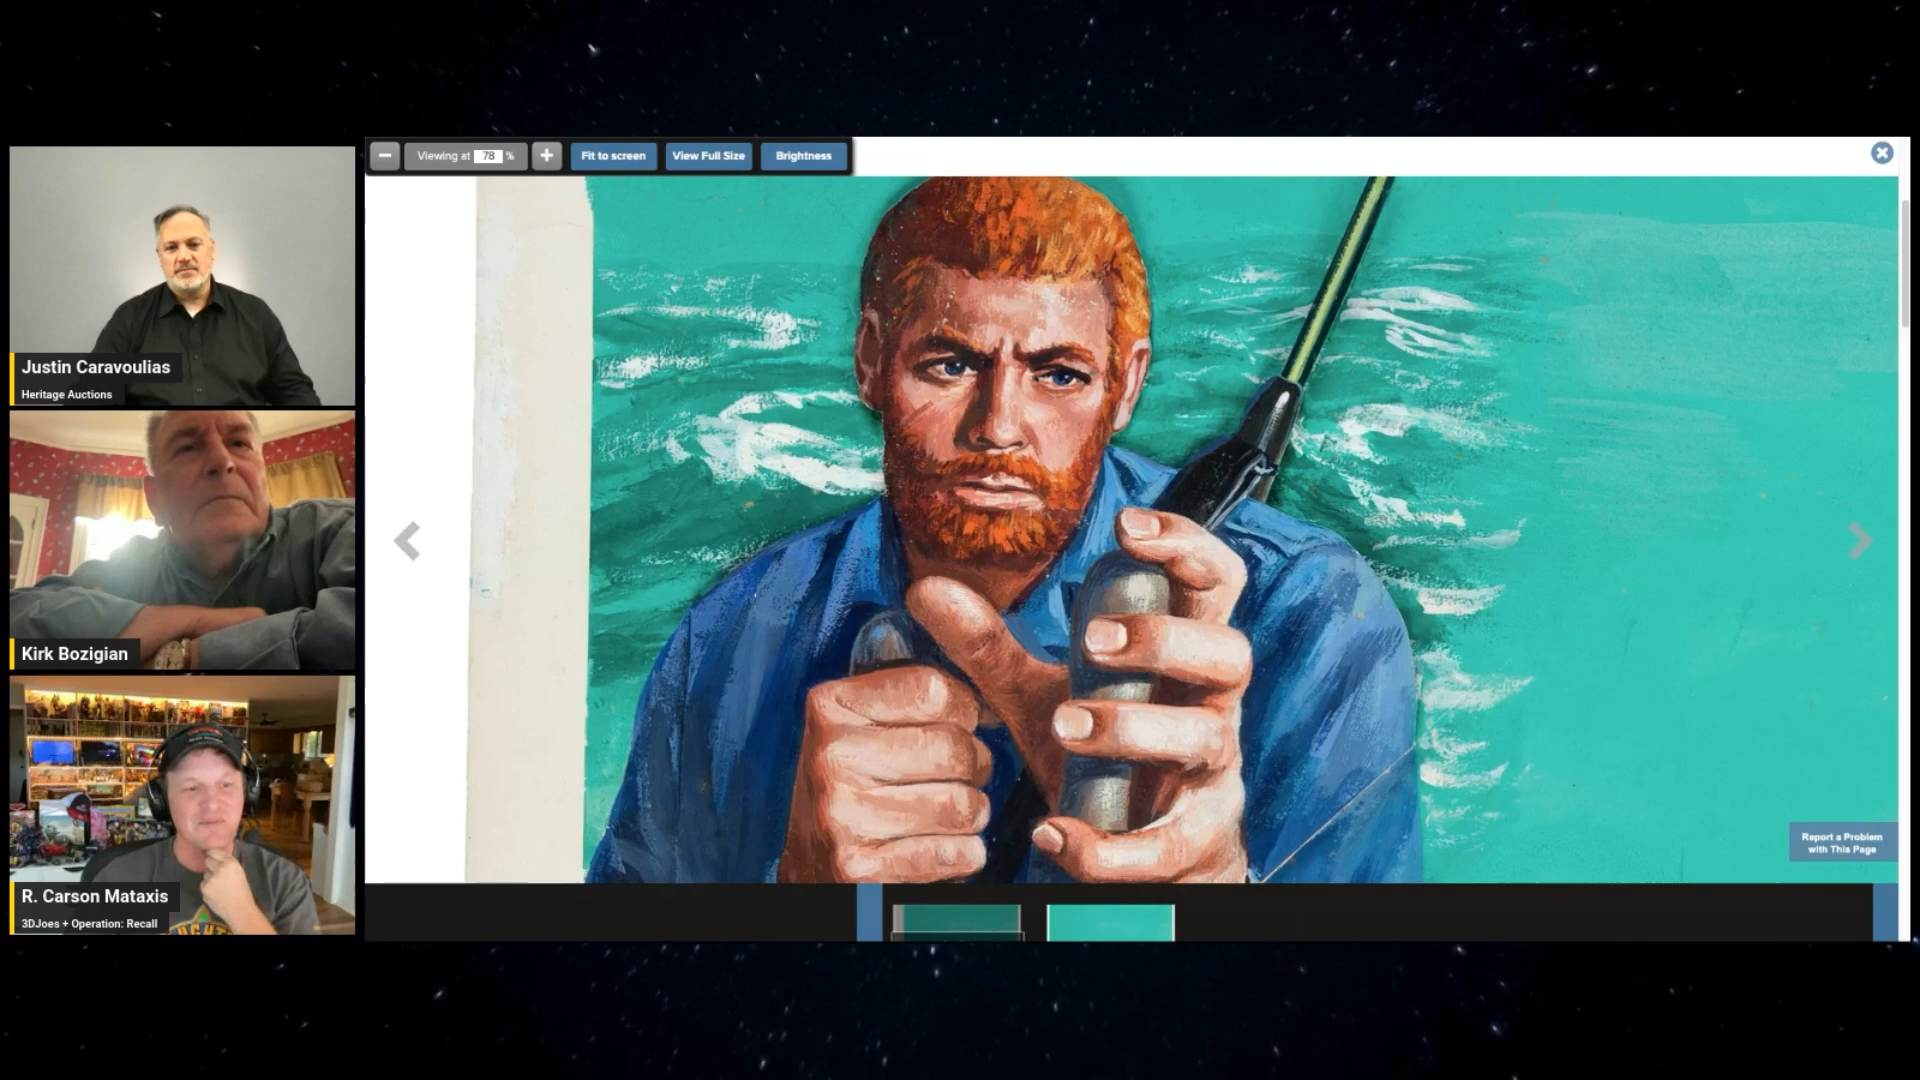 Viewing at 78 %
Fit to screen
View Full Size
Brightness
Justin Caravoulias
Heritage Auctions
Kirk Bozigian
R. Carson Mataxis
3DJoes + Operation: Recall
Report a Problem
with This Page